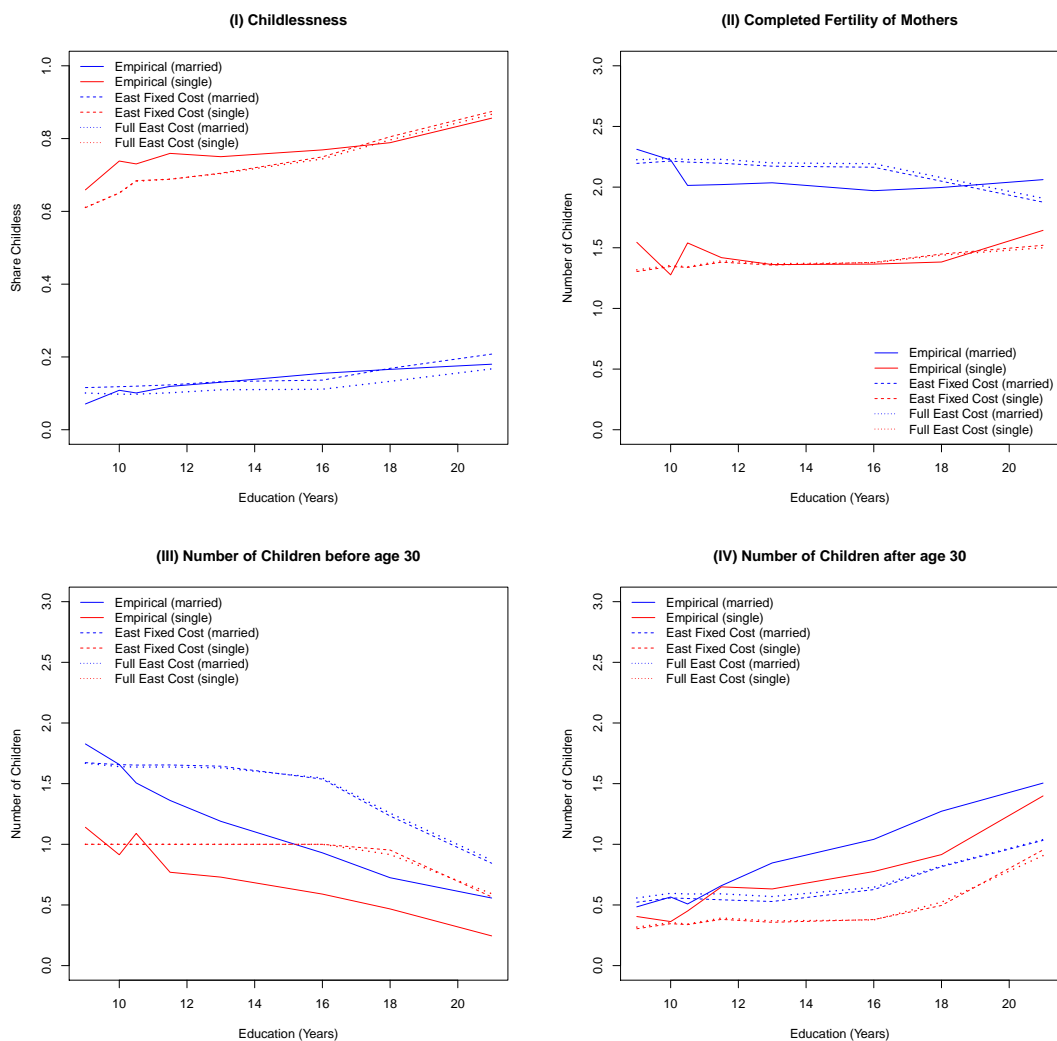 (I) Childlessness
Share Childless
0.0 0.2 0.4 0.6 0.8 1.0
Empirical (married)
Empirical (single)
East Fixed Cost (married)
East Fixed Cost (single)
Full East Cost (married)
Full East Cost (single)
10 12 14 16 18 20
Education (Years)
(II) Completed Fertility of Mothers
Number of Children
0.0 0.5 1.0 1.5 2.0 2.5 3.0
Empirical (married)
Empirical (single)
East Fixed Cost (married)
East Fixed Cost (single)
Full East Cost (married)
Full East Cost (single)
10 12 14 16 18 20
Education (Years)
(III) Number of Children before age 30
Number of Children
0.0 0.5 1.0 1.5 2.0 2.5 3.0
Empirical (married)
Empirical (single)
East Fixed Cost (married)
East Fixed Cost (single)
Full East Cost (married)
Full East Cost (single)
10 12 14 16 18 20
Education (Years)
(IV) Number of Children after age 30
Number of Children
0.0 0.5 1.0 1.5 2.0 2.5 3.0
Empirical (married)
Empirical (single)
East Fixed Cost (married)
East Fixed Cost (single)
Full East Cost (married)
Full East Cost (single)
10 12 14 16 18 20
Education (Years)